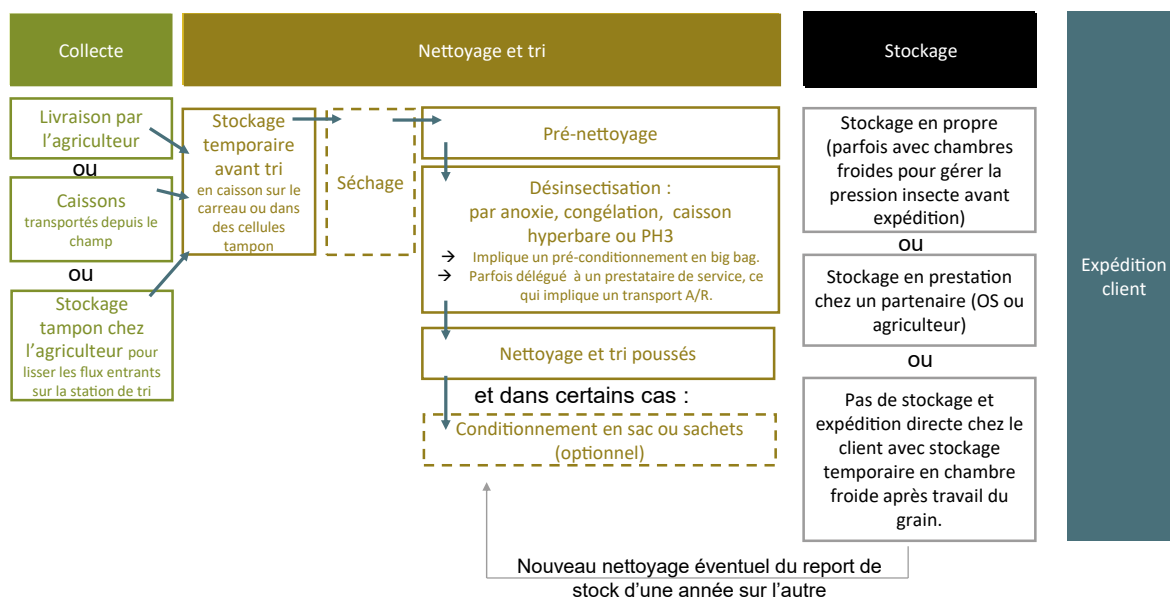 Collecte
Nettoyage et tri
Stockage
Livraison par
l'agriculteur
ou
Caissons
transportés depuis le
champ
ou
Stockage
tampon chez
l'agriculteur pour
lisser les flux entrants
sur la station de tri
Stockage
temporaire
avant tri
en caisson sur le
carreau ou dans
des cellules
tampon
Séchage
Pré-nettoyage
Désinsectisation :
par anoxie, congélation, caisson
hyperbare ou PH3
→ Implique un pré-conditionnement en big bag.
→ Parfois délégué à un prestataire de service, ce
qui implique un transport A/R.
Nettoyage et tri poussés
et dans certains cas :
Conditionnement en sac ou sachets
(optionnel)
Stockage en propre
(parfois avec chambres
froides pour gérer la
pression insecte avant
expédition)
ou
Stockage en prestation
chez un partenaire (OS ou
agriculteur)
ou
Pas de stockage et
expédition directe chez le
client avec stockage
temporaire en chambre
froide après travail du
grain.
Expédition
client
Nouveau nettoyage éventuel du report de
stock d'une année sur l'autre